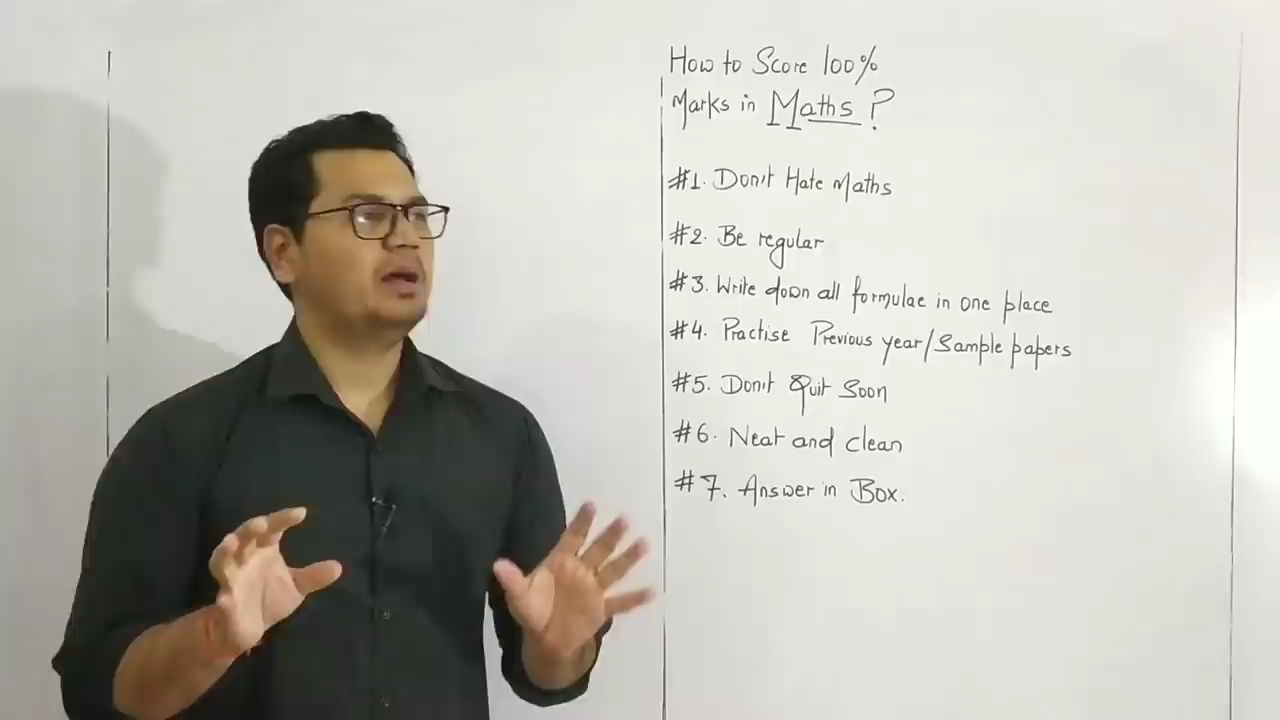 How to Score 100%
Marks in Maths?
#1. Don't Hate Maths
#2. Be regular
#3. Write down all formulae in one place
#4. Practise Previous year/Sample papers
#5. Don't Quit Soon
#6. Neat and clean
#7. Answer in Box.